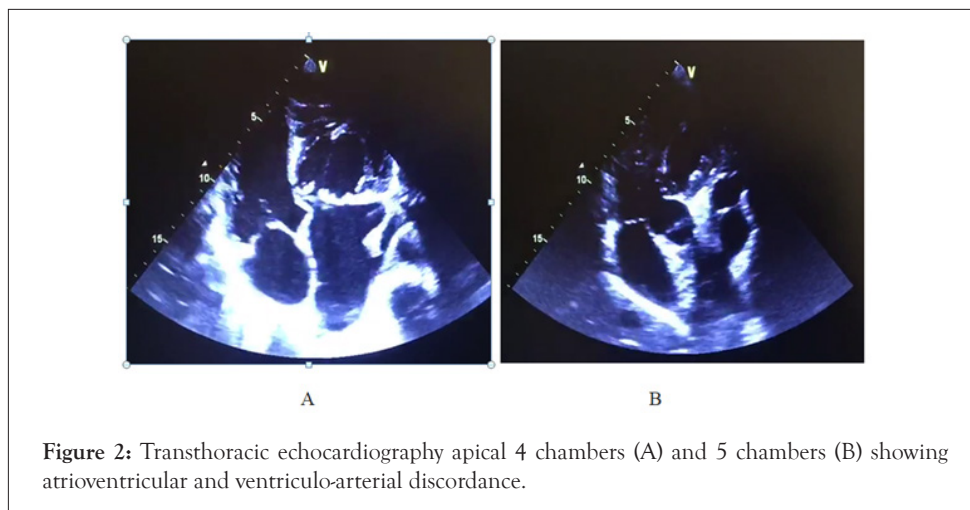 V
5
10
15
V
5
10
15
A
B
Figure 2: Transthoracic echocardiography apical 4 chambers (A) and 5 chambers (B) showing
atrioventricular and ventriculo-arterial discordance.